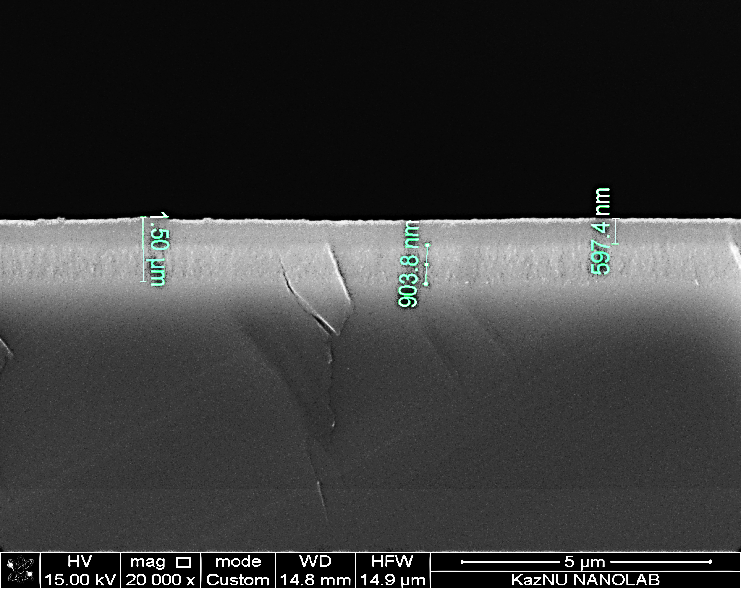 1.50 µm
903.8 nm
597.4 nm
HV
15.00 kV
mag
20 000 x
mode
Custom
WD
14.8 mm
HFW
14.9 µm
5 µm
KazNU NANOLAB